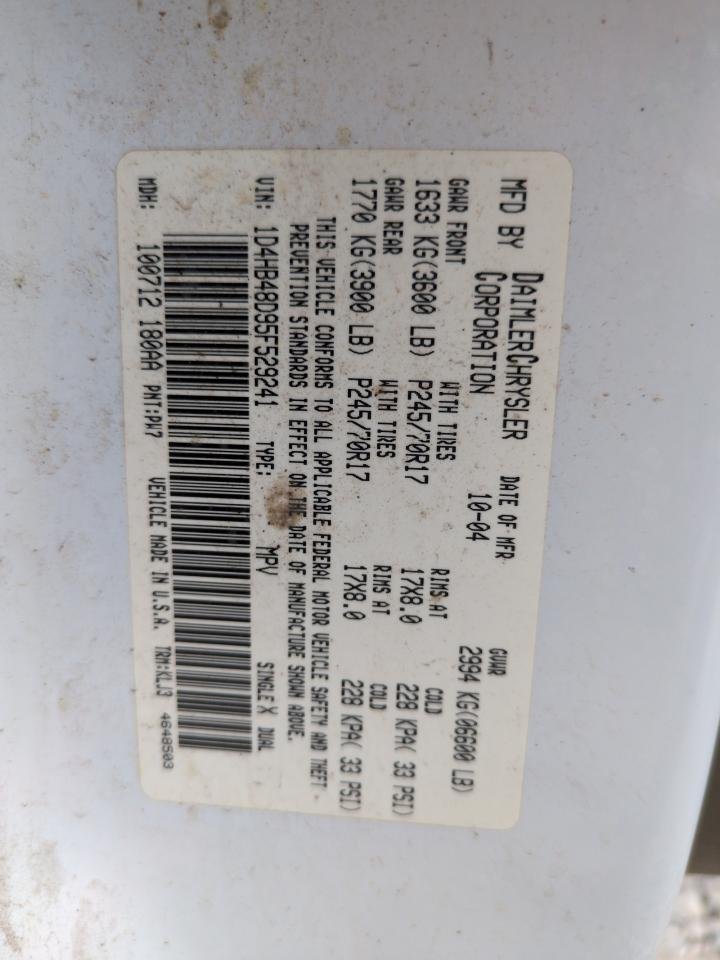 MFD BY DAIMLERCHRYSLER CORPORATION
DATE OF MFR 10-04
GVWR 2994 KG(06600 LB)
GAWR FRONT WITH TIRES RIMS AT COLD
1633 KG(3600 LB) P245/70R17 17X8.0 228 KPA( 33 PSI)
GAWR REAR WITH TIRES RIMS AT COLD
1770 KG(3900 LB) P245/70R17 17X8.0 228 KPA( 33 PSI)
THIS VEHICLE CONFORMS TO ALL APPLICABLE FEDERAL MOTOR VEHICLE SAFETY AND THEFT
PREVENTION STANDARDS IN EFFECT ON THE DATE OF MANUFACTURE SHOWN ABOVE.
VIN: 1D4HB48D95F529241 TYPE: MPV SINGLE X DUAL
MDH: 100712 180AA PNT:PW7 VEHICLE MADE IN U.S.A. TRM:KLJ3 4648503